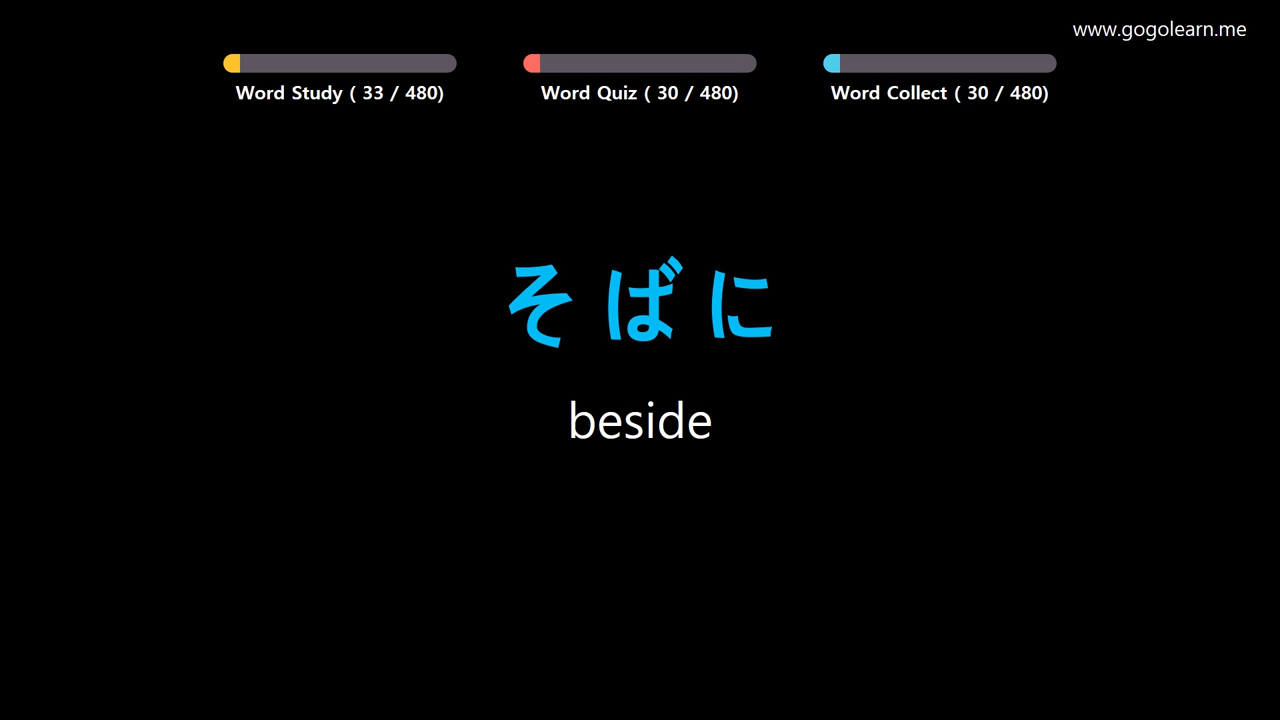 www.gogolearn.me
Word Study ( 33 / 480)
Word Quiz ( 30 / 480)
Word Collect ( 30 / 480)
そばに
beside